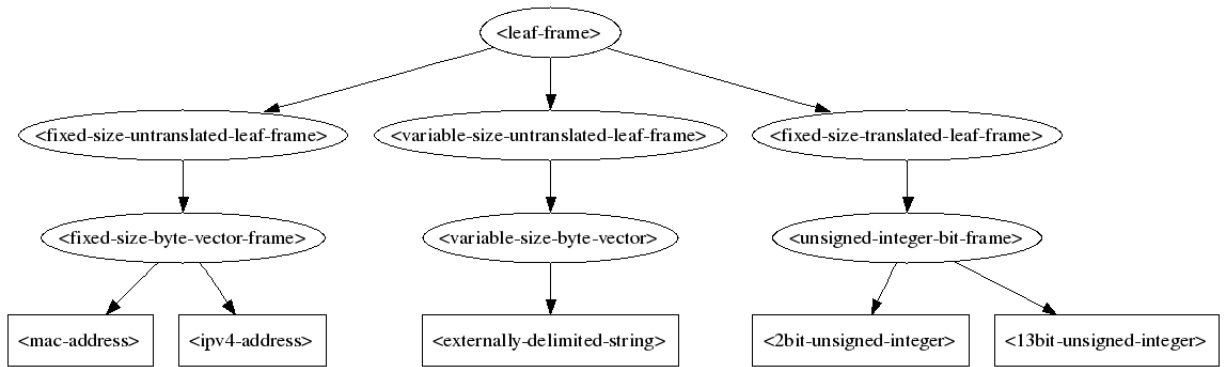 <leaf-frame>
<fixed-size-untranslated-leaf-frame>
<variable-size-untranslated-leaf-frame>
<fixed-size-translated-leaf-frame>
<fixed-size-byte-vector-frame>
<variable-size-byte-vector>
<unsigned-integer-bit-frame>
<mac-address>
<ipv4-address>
<externally-delimited-string>
<2bit-unsigned-integer>
<13bit-unsigned-integer>